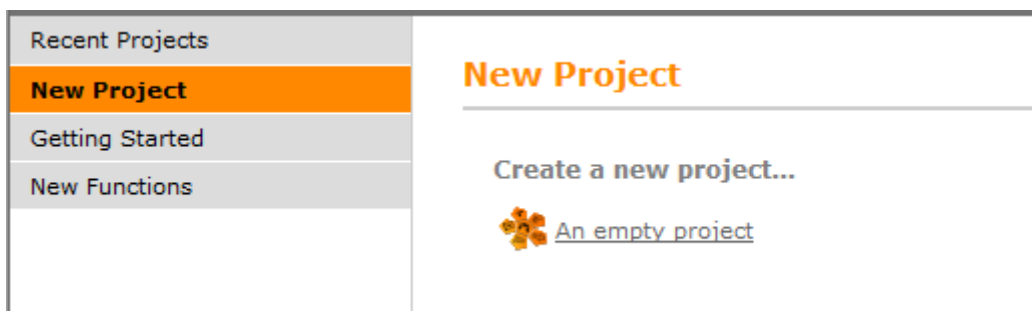 Recent Projects
New Project
Getting Started
New Functions
New Project
Create a new project...
An empty project